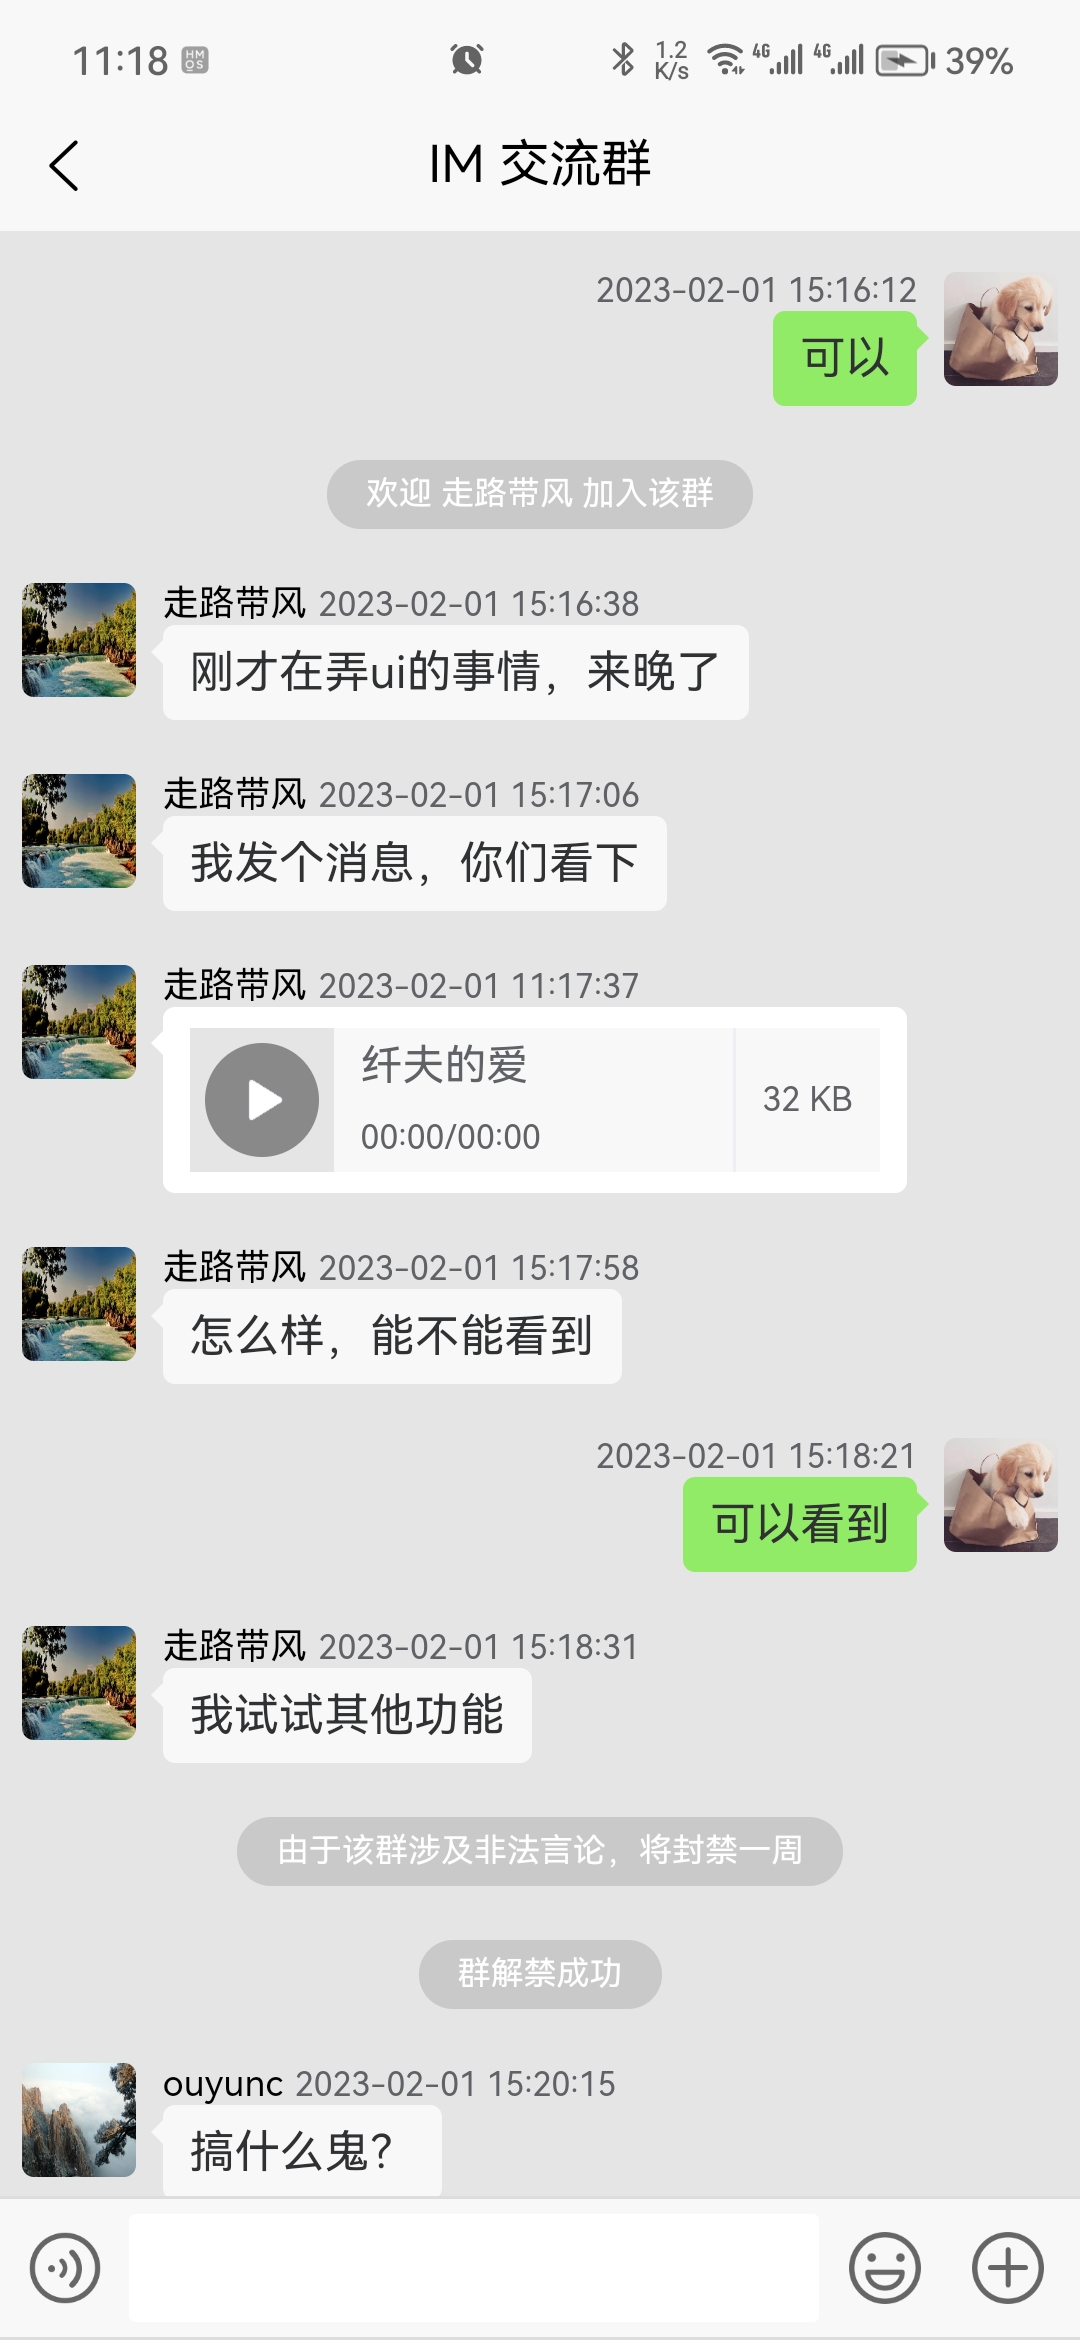 11:18 HM OS 1.2 K/s 4G 4G 39%
IM 交流群
2023-02-01 15:16:12
可以
欢迎 走路带风 加入该群
走路带风 2023-02-01 15:16:38
刚才在弄ui的事情，来晚了
走路带风 2023-02-01 15:17:06
我发个消息，你们看下
走路带风 2023-02-01 11:17:37
纤夫的爱
00:00/00:00
32 KB
走路带风 2023-02-01 15:17:58
怎么样，能不能看到
2023-02-01 15:18:21
可以看到
走路带风 2023-02-01 15:18:31
我试试其他功能
由于该群涉及非法言论，将封禁一周
群解禁成功
ouyunc 2023-02-01 15:20:15
搞什么鬼？